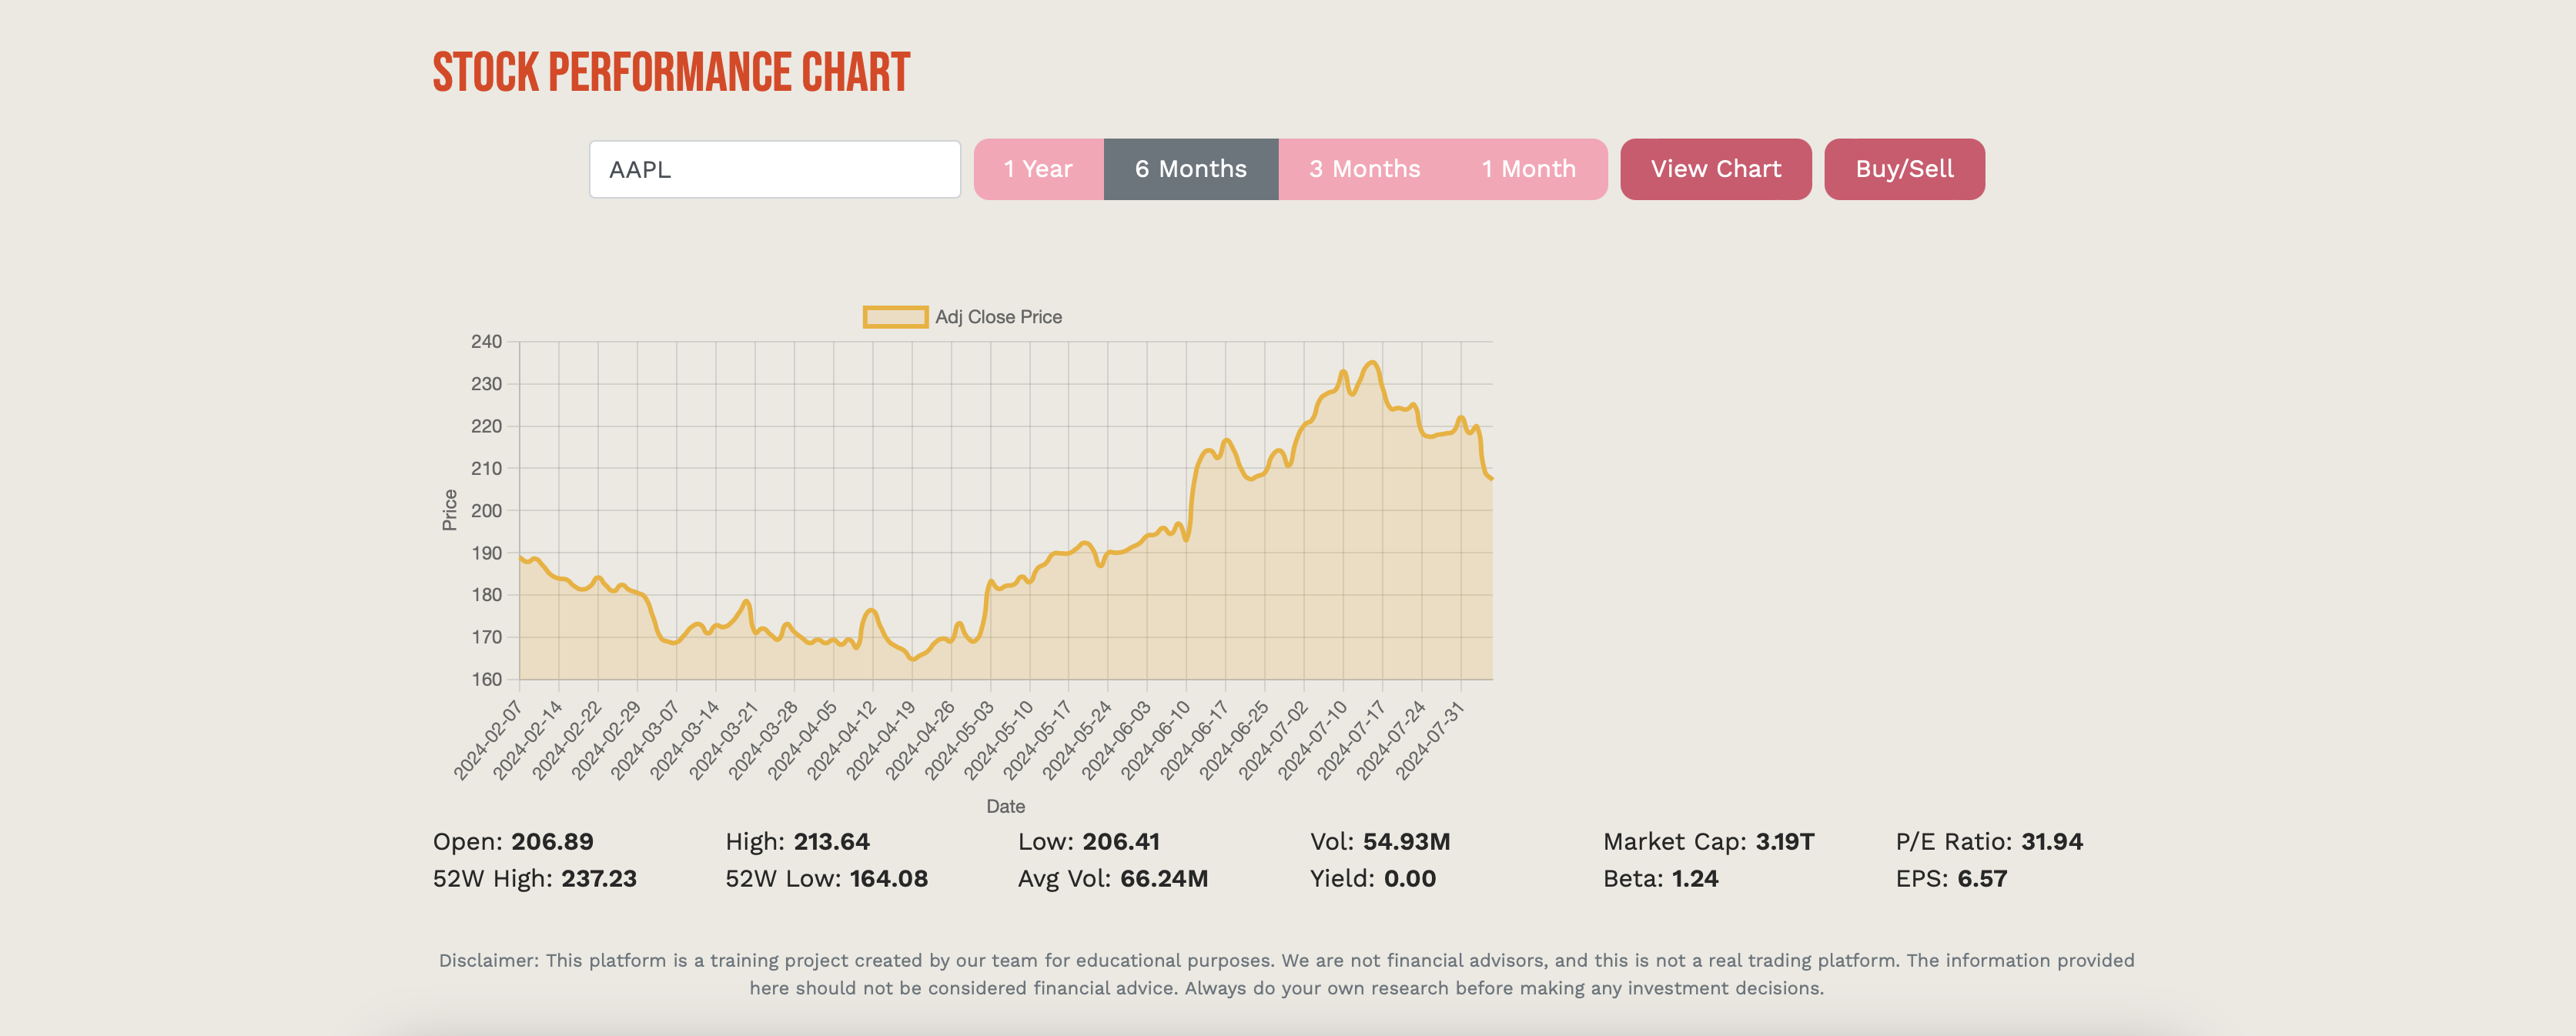 STOCK PERFORMANCE CHART
AAPL
1 Year
6 Months
3 Months
1 Month
View Chart
Buy/Sell
Adj Close Price
240
230
220
210
200
190
180
170
160
Price
2024-02-07
2024-02-14
2024-02-22
2024-02-29
2024-03-07
2024-03-14
2024-03-21
2024-03-28
2024-04-05
2024-04-12
2024-04-19
2024-04-26
2024-05-03
2024-05-10
2024-05-17
2024-05-24
2024-06-03
2024-06-10
2024-06-17
2024-06-25
2024-07-02
2024-07-10
2024-07-17
2024-07-24
2024-07-31
Date
Open: 206.89
High: 213.64
Low: 206.41
Vol: 54.93M
Market Cap: 3.19T
P/E Ratio: 31.94
52W High: 237.23
52W Low: 164.08
Avg Vol: 66.24M
Yield: 0.00
Beta: 1.24
EPS: 6.57
Disclaimer: This platform is a training project created by our team for educational purposes. We are not financial advisors, and this is not a real trading platform. The information provided
here should not be considered financial advice. Always do your own research before making any investment decisions.